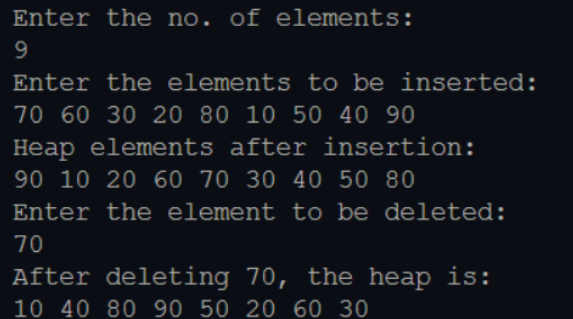 Enter the no. of elements:
9
Enter the elements to be inserted:
70 60 30 20 80 10 50 40 90
Heap elements after insertion:
90 10 20 60 70 30 40 50 80
Enter the element to be deleted:
70
After deleting 70, the heap is:
10 40 80 90 50 20 60 30